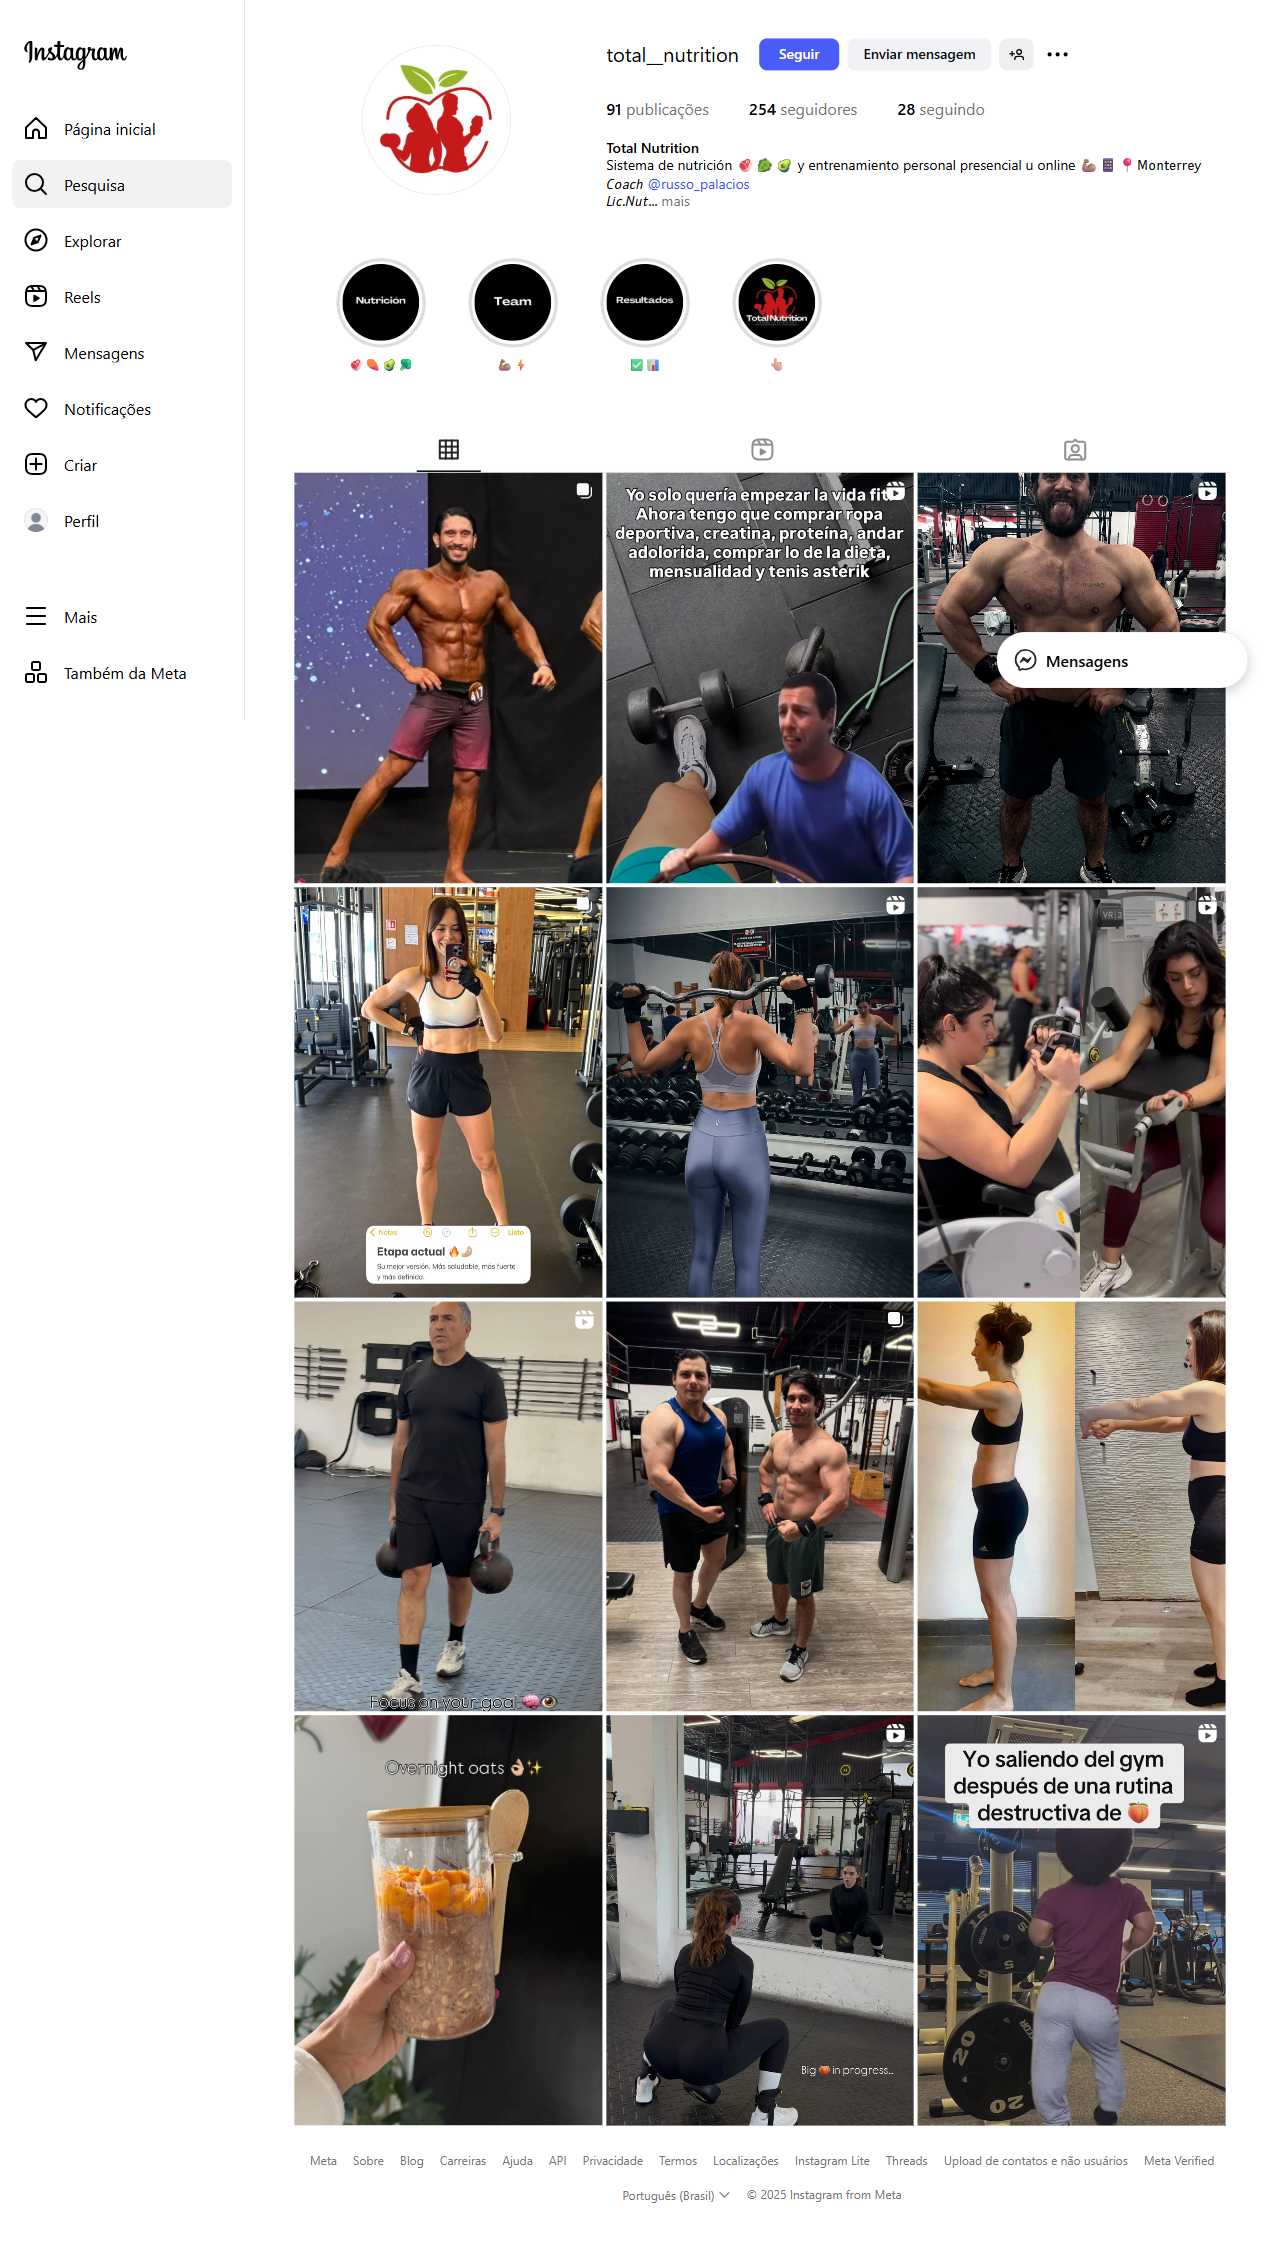 Instagram
Página inicial
Pesquisa
Explorar
Reels
Mensagens
Notificações
Criar
Perfil
Mais
Também da Meta
total__nutrition
Seguir
Enviar mensagem
91 publicações
254 seguidores
28 seguindo
Total Nutrition
Sistema de nutrición 🥩 🥦 🥑 y entrenamiento personal presencial u online 💪🏽 📱 📍 Monterrey
Coach @russo_palacios
Lic.Nut... mais
Nutrición
Team
Resultados
Total Nutrition
Yo solo quería empezar la vida fit
Ahora tengo que comprar ropa
deportiva, creatina, proteína, andar
adolorida, comprar lo de la dieta,
mensualidad y tenis asterik
417
Mensagens
Notas
Listo
Etapa actual 🔥💪🏼
Su mejor versión. Más saludable, más fuerte
y más definida.
VR|3
Focus on your goal 🧠👁️
Overnight oats 👌🏼✨
Big 🍑 in progress...
Yo saliendo del gym
después de una rutina
destructiva de 🍑
20
20
Meta
Sobre
Blog
Carreiras
Ajuda
API
Privacidade
Termos
Localizações
Instagram Lite
Threads
Upload de contatos e não usuários
Meta Verified
Português (Brasil)
© 2025 Instagram from Meta